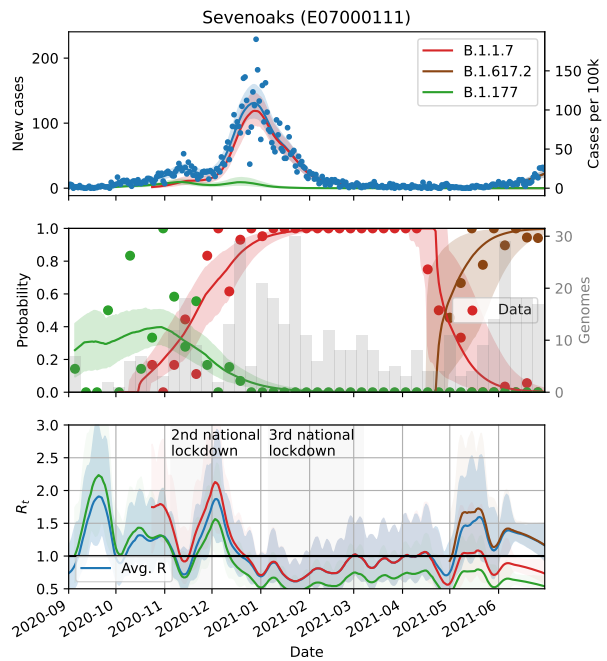 Sevenoaks (E07000111)
New cases
200
100
0
B.1.1.7
B.1.617.2
B.1.177
150
100
50
0
Cases per 100k
Probability
1.0
0.8
0.6
0.4
0.2
0.0
Data
30
20
10
0
Genomes
R_t
3.0
2.5
2.0
1.5
1.0
0.5
2nd national
lockdown
3rd national
lockdown
Avg. R
2020-09
2020-10
2020-11
2020-12
2021-01
2021-02
2021-03
2021-04
2021-05
2021-06
Date